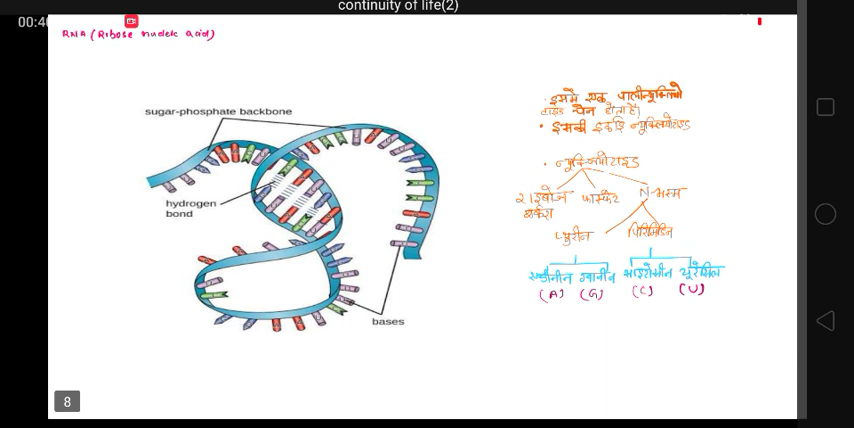 continuity of life(2)
00:4
RNA (Ribose nucleic acid)
sugar-phosphate backbone
hydrogen
bond
bases
· इसमें एक पालीन्यूक्लियो
टाइड चैन होता है।
• इसकी इकाई न्यूक्लियोटाइड
· न्यूक्लियोटाइड
राइबोज फास्फेट N-भस्म
शर्करा
प्युरीन पिरिमिडिन
एडीनीन ग्वानीन साइटोसीन यूरेसिल
(A) (G) (C) (U)
8